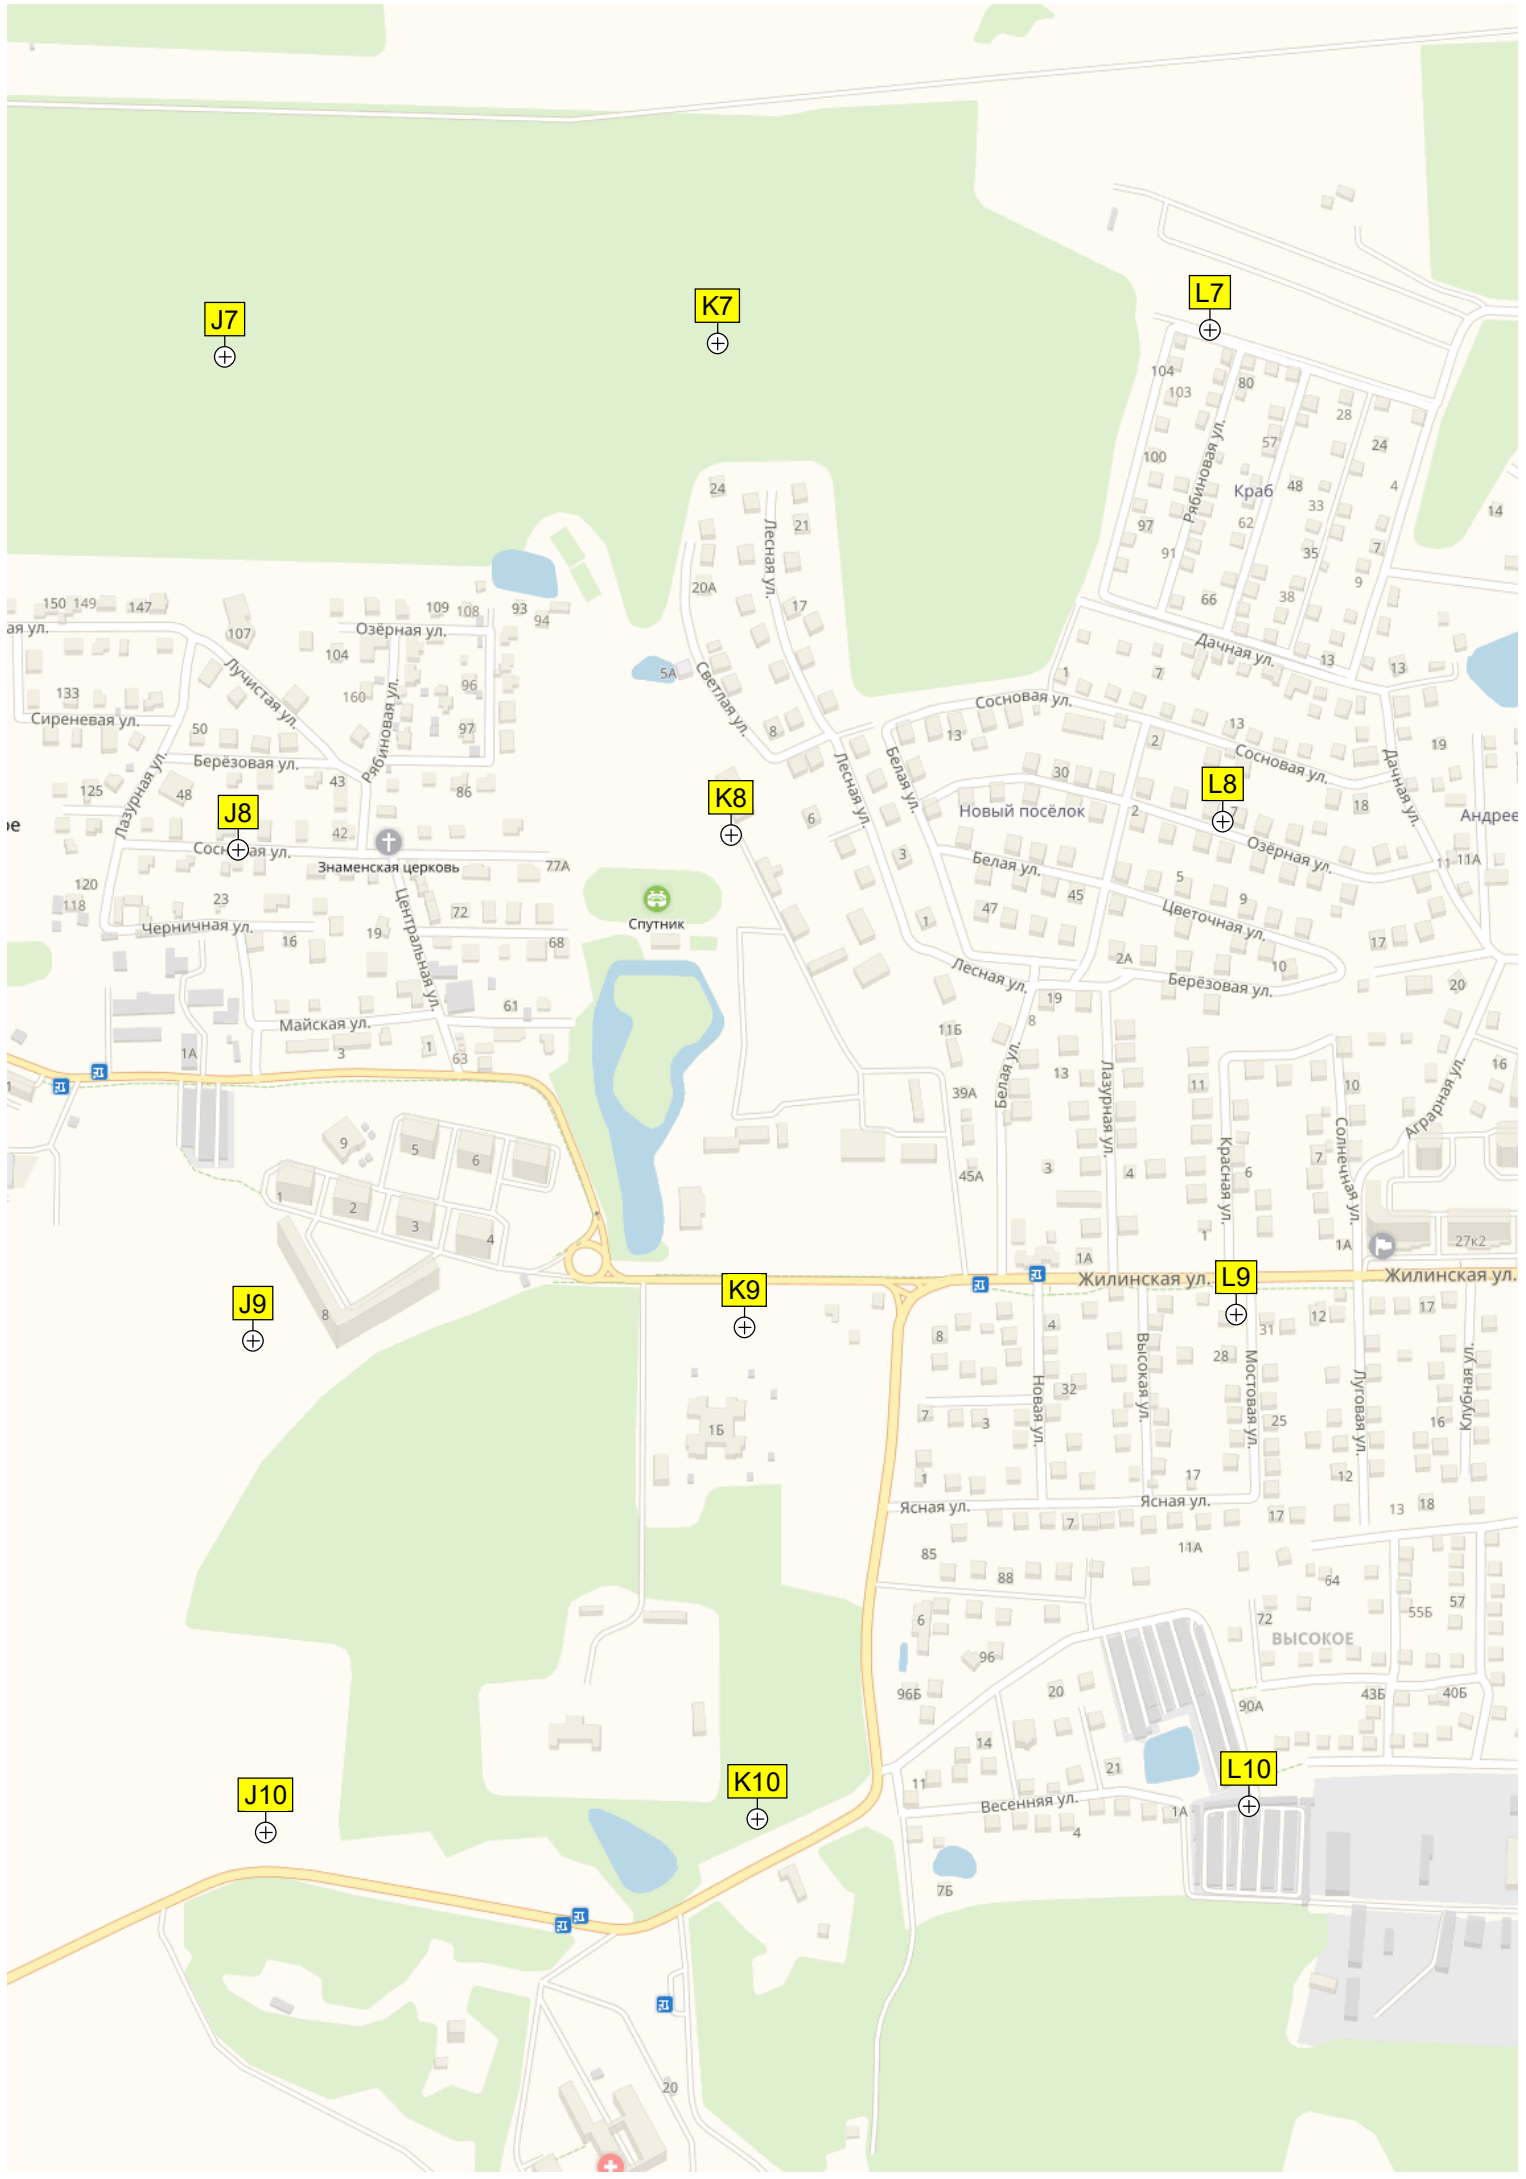 J7
K7
L7
104
103
80
28
57
24
100
Рябиновая ул.
Краб
48
4
24
33
14
21
Лесная ул.
97
62
91
35
7
9
20А
150
149
147
107
109
108
93
94
17
66
38
ая ул.
Озёрная ул.
104
Дачная ул.
13
13
Лучистая ул.
5А
Светлая ул.
1
7
133
160
96
Сиреневая ул.
Рябиновая ул.
97
50
8
13
Сосновая ул.
2
13
Сосновая ул.
19
Берёзовая ул.
Лазурная ул.
43
86
125
48
Лесная ул.
Белая ул.
30
Дачная ул.
J8
K8
L8
7
18
Новый посёлок
2
Андрее
ое
6
42
Сосновая ул.
Знаменская церковь
77А
3
Белая ул.
Озёрная ул.
11
11А
120
118
23
45
5
9
72
Спутник
Черничная ул.
16
19
Центральная ул.
68
1
47
Цветочная ул.
17
2А
10
Лесная ул.
Берёзовая ул.
20
19
61
Майская ул.
3
1
63
1А
11Б
8
Белая ул.
13
Лазурная ул.
11
10
16
Аграрная ул.
1
39А
9
5
6
45А
3
4
Красная ул.
6
7
Солнечная ул.
1
2
3
4
1
1А
1А
27к2
Жилинская ул.
Жилинская ул.
J9
K9
L9
8
8
4
31
12
17
28
Высокая ул.
Мостовая ул.
Новая ул.
32
Луговая ул.
Клубная ул.
1Б
7
3
25
16
1
17
12
Ясная ул.
Ясная ул.
7
17
13
18
85
11А
88
64
6
72
55Б
57
ВЫСОКОЕ
96
96Б
20
90А
43Б
40Б
14
21
11
J10
K10
L10
Весенняя ул.
1А
4
7Б
20